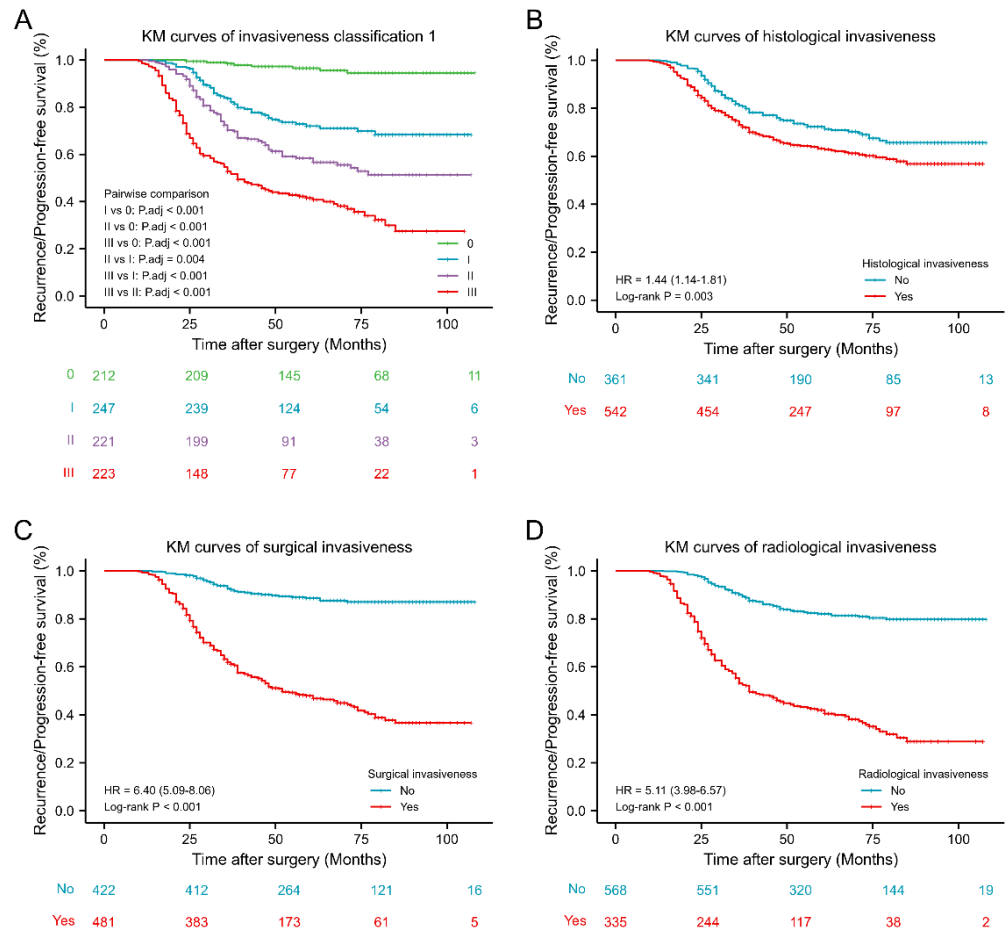 A
KM curves of invasiveness classification 1
Recurrence/Progression-free survival (%)
1.0
0.8
0.6
0.4
0.2
0.0
Pairwise comparison
I vs 0: P.adj < 0.001
II vs 0: P.adj < 0.001
III vs 0: P.adj < 0.001
II vs I: P.adj = 0.004
III vs I: P.adj < 0.001
III vs II: P.adj < 0.001
0
I
II
III
0 25 50 75 100
Time after surgery (Months)
0 212 209 145 68 11
I 247 239 124 54 6
II 221 199 91 38 3
III 223 148 77 22 1
B
KM curves of histological invasiveness
Recurrence/Progression-free survival (%)
1.0
0.8
0.6
0.4
0.2
0.0
HR = 1.44 (1.14-1.81)
Log-rank P = 0.003
Histological invasiveness
No
Yes
0 25 50 75 100
Time after surgery (Months)
No 361 341 190 85 13
Yes 542 454 247 97 8
C
KM curves of surgical invasiveness
Recurrence/Progression-free survival (%)
1.0
0.8
0.6
0.4
0.2
0.0
HR = 6.40 (5.09-8.06)
Log-rank P < 0.001
Surgical invasiveness
No
Yes
0 25 50 75 100
Time after surgery (Months)
No 422 412 264 121 16
Yes 481 383 173 61 5
D
KM curves of radiological invasiveness
Recurrence/Progression-free survival (%)
1.0
0.8
0.6
0.4
0.2
0.0
HR = 5.11 (3.98-6.57)
Log-rank P < 0.001
Radiological invasiveness
No
Yes
0 25 50 75 100
Time after surgery (Months)
No 568 551 320 144 19
Yes 335 244 117 38 2